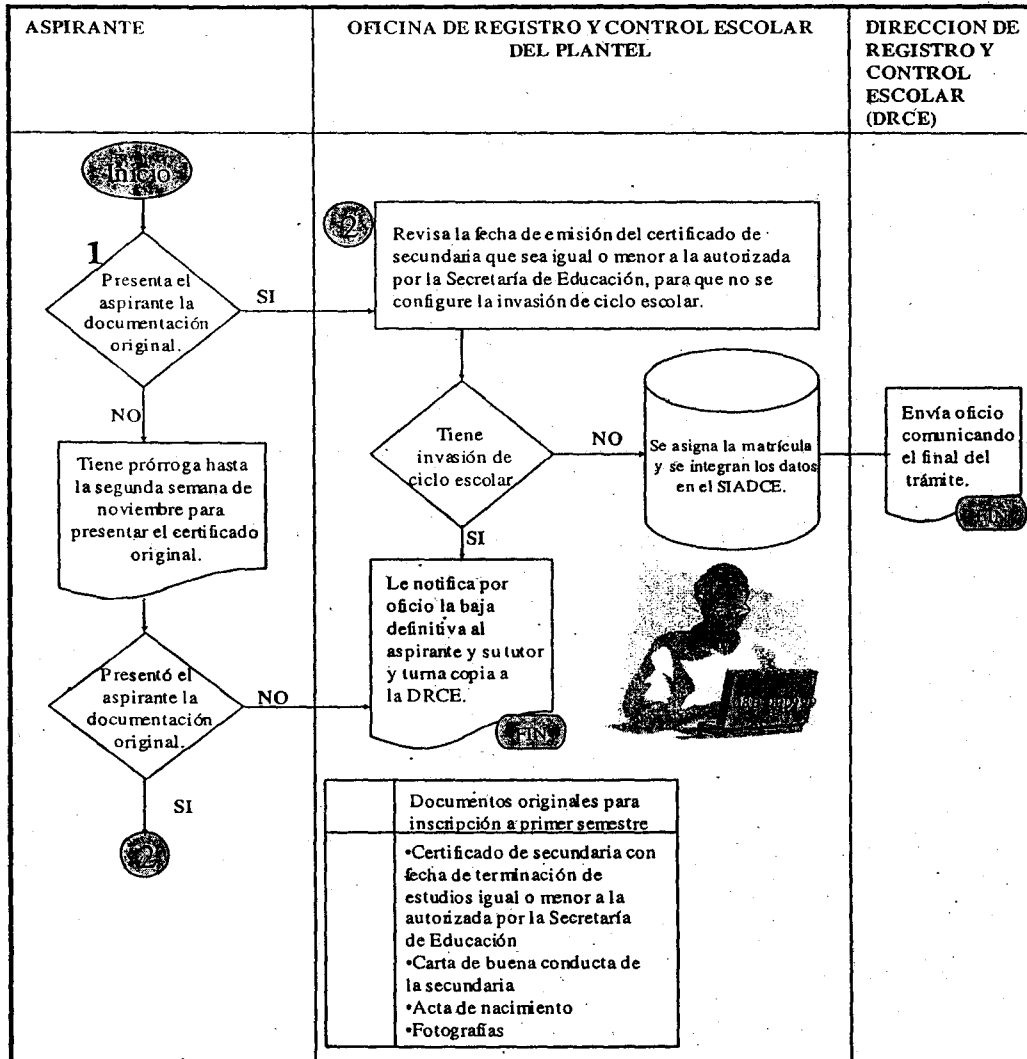 ASPIRANTE
OFICINA DE REGISTRO Y CONTROL ESCOLAR
DEL PLANTEL
DIRECCION DE
REGISTRO Y
CONTROL
ESCOLAR
(DRCE)
Inicio
1
Presenta el
aspirante la
documentación
original.
SI
NO
Tiene prórroga hasta
la segunda semana de
noviembre para
presentar el certificado
original.
Presentó el
aspirante la
documentación
original.
NO
SI
2
2
Revisa la fecha de emisión del certificado de
secundaria que sea igual o menor a la autorizada
por la Secretaría de Educación, para que no se
configure la invasión de ciclo escolar.
Tiene
invasión de
ciclo escolar.
NO
SI
Se asigna la matrícula
y se integran los datos
en el SIADCE.
Le notifica por
oficio la baja
definitiva al
aspirante y su tutor
y turna copia a
la DRCE.
FIN
Envía oficio
comunicando
el final del
trámite.
FIN
Documentos originales para
inscripción a primer semestre
•Certificado de secundaria con
fecha de terminación de
estudios igual o menor a la
autorizada por la Secretaría
de Educación
•Carta de buena conducta de
la secundaria
•Acta de nacimiento
•Fotografías